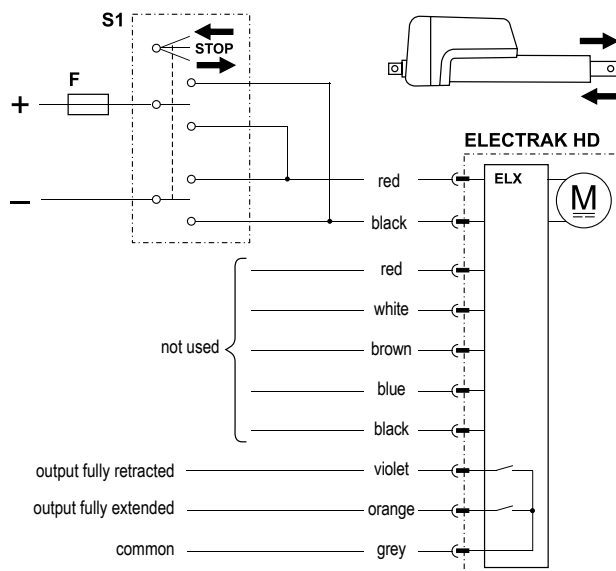 S1
STOP
F
+
–
ELECTRAK HD
red
ELX
M
black
red
white
not used
brown
blue
black
output fully retracted violet
output fully extended orange
common grey